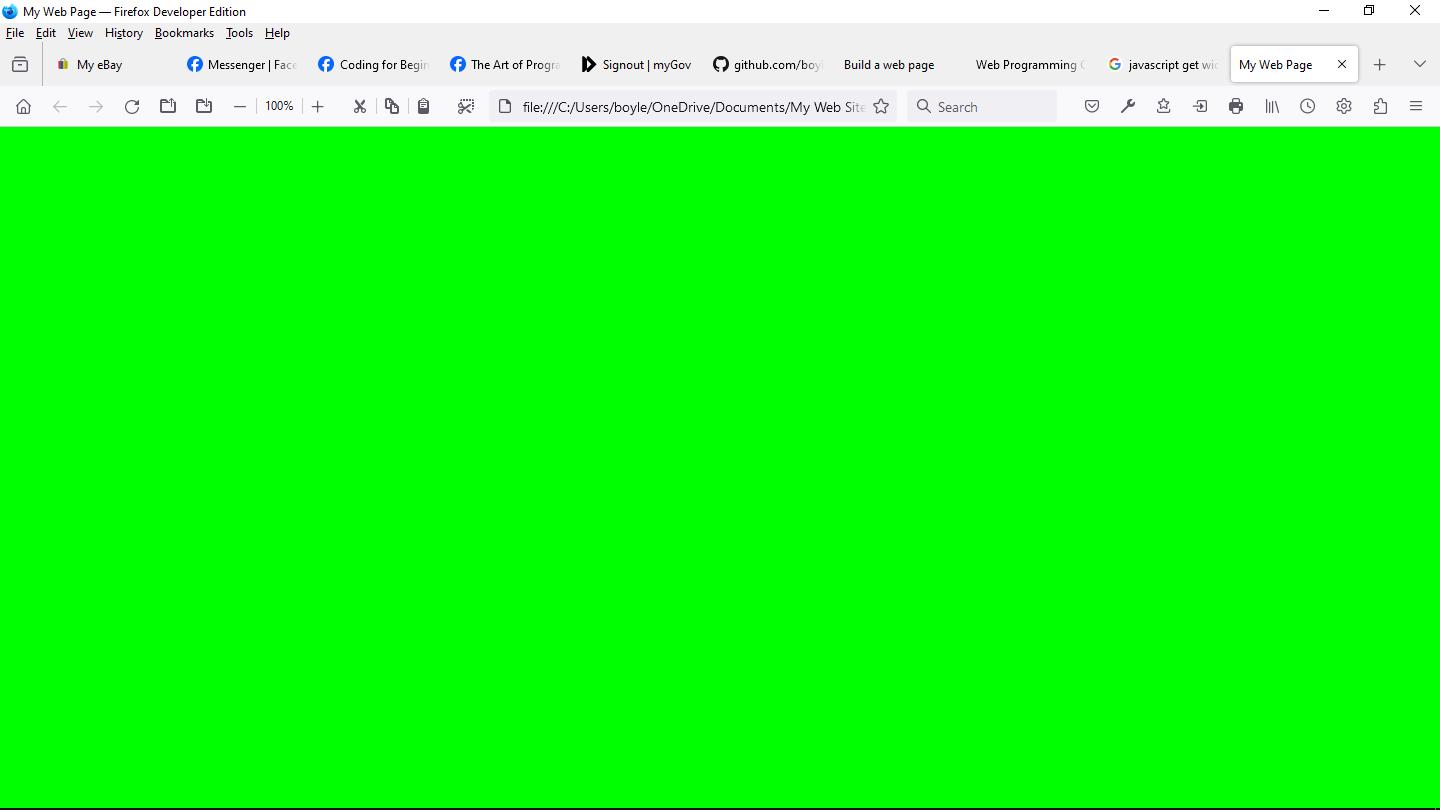 My Web Page — Firefox Developer Edition
File Edit View History Bookmarks Tools Help
My eBay Messenger | Face Coding for Begin The Art of Progra Signout | myGov github.com/boyl Build a web page Web Programming javascript get wid My Web Page
100% file:///C:/Users/boyle/OneDrive/Documents/My Web Site Search